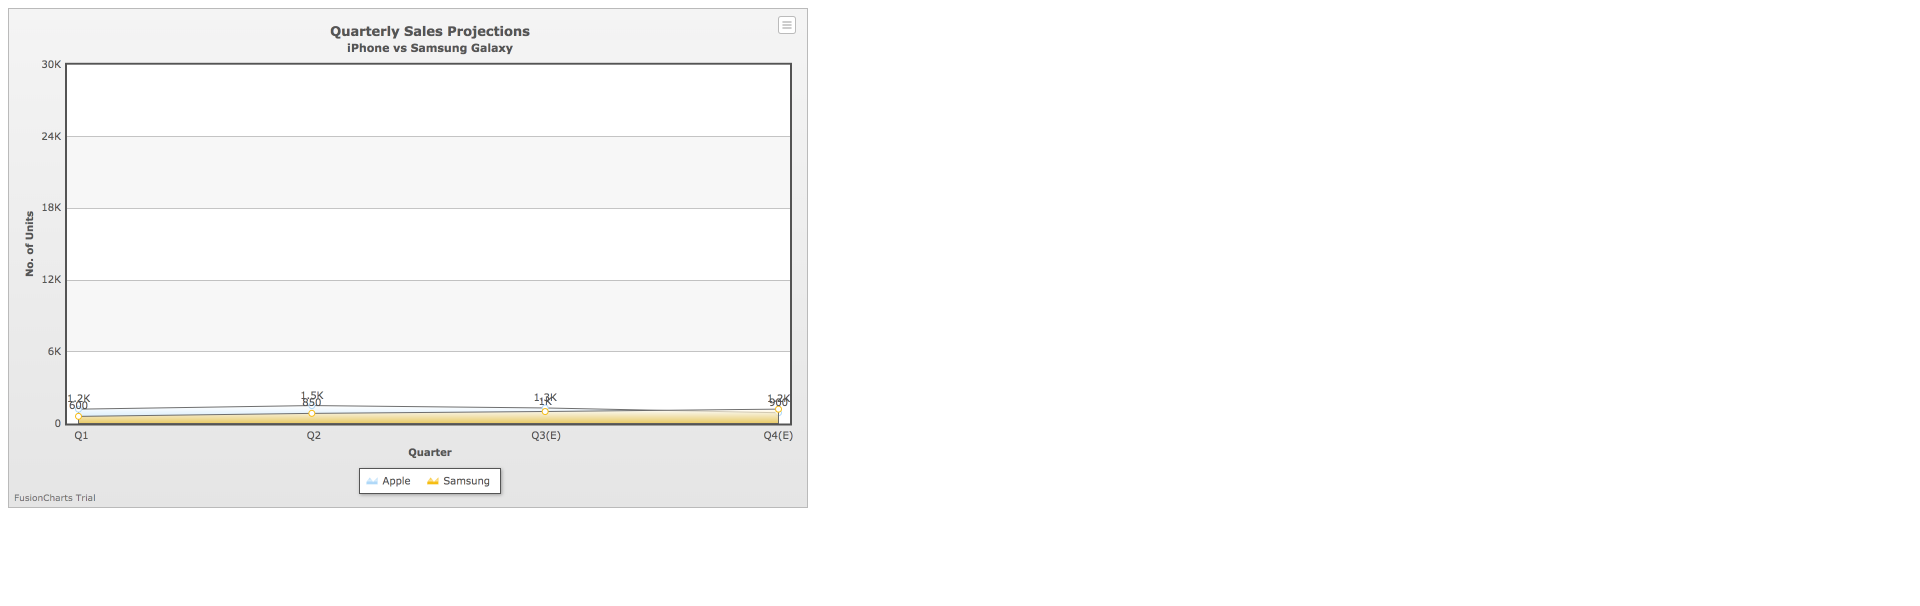 Quarterly Sales Projections
iPhone vs Samsung Galaxy
30K
24K
18K
12K
6K
0
No. of Units
1.2K
600
1.5K
850
1.3K
1K
1.2K
900
Q1
Q2
Q3(E)
Q4(E)
Quarter
Apple
Samsung
FusionCharts Trial